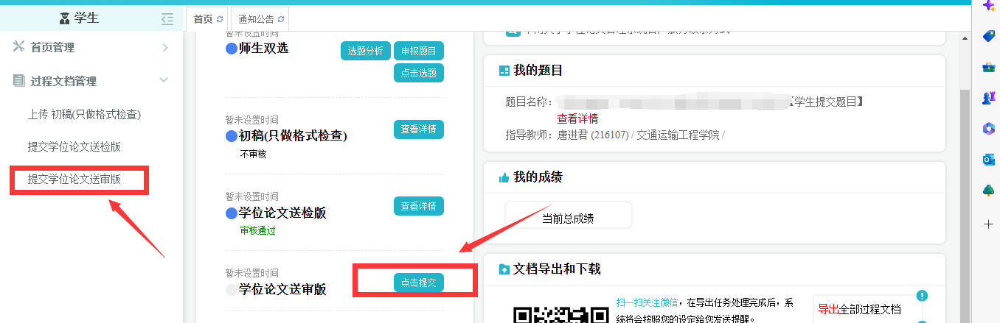 学生
首页
通知公告
首页管理
过程文档管理
上传 初稿(只做格式检查)
提交学位论文送检版
提交学位论文送审版
暂未设置时间
师生双选
选题分析
申报题目
点击选题
暂未设置时间
初稿(只做格式检查)
查看详情
不审核
暂未设置时间
学位论文送检版
查看详情
审核通过
暂未设置时间
学位论文送审版
点击提交
我的题目
题目名称：
【学生提交题目】
查看详情
指导教师：唐进君 (216107) / 交通运输工程学院 /
我的成绩
当前总成绩
文档导出和下载
扫一扫关注微信，在导出任务处理完成后，系
统将会按照您的设定给您发送提醒。
导出全部过程文档